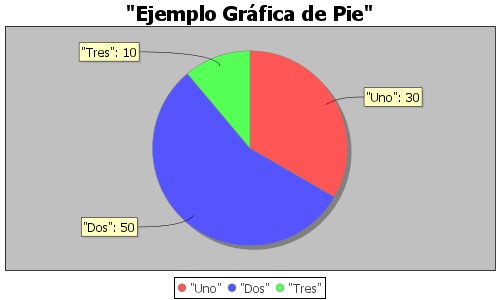 "Ejemplo Gráfica de Pie"
"Tres": 10
"Uno": 30
"Dos": 50
"Uno" "Dos" "Tres"